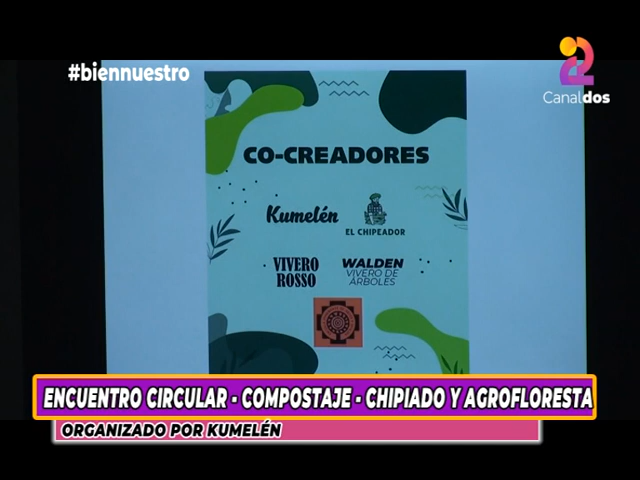 #biennuestro
Canaldos
CO-CREADORES
Kumelén
EL CHIPEADOR
VIVERO
ROSSO
WALDEN
VIVERO DE
ÁRBOLES
ENCUENTRO CIRCULAR - COMPOSTAJE - CHIPIADO Y AGROFLORESTA
ORGANIZADO POR KUMELÉN